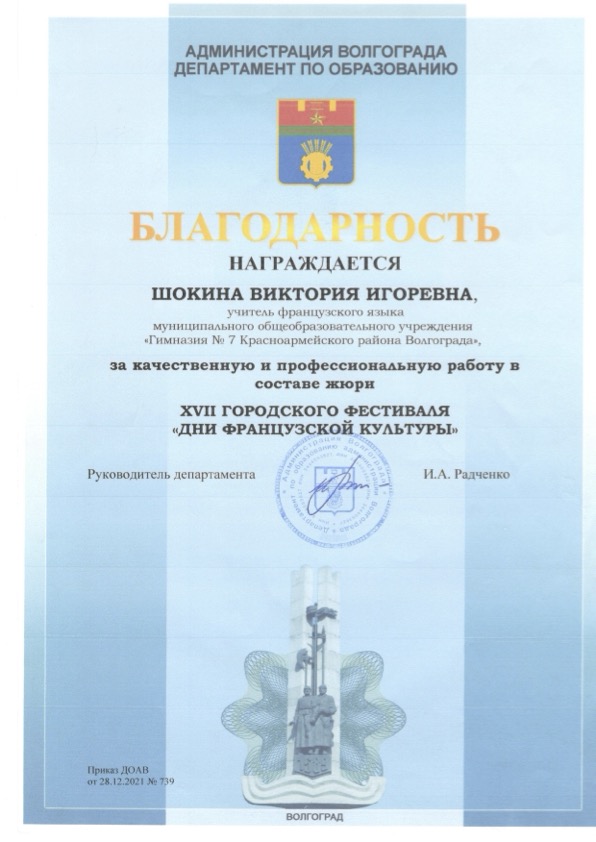 АДМИНИСТРАЦИЯ ВОЛГОГРАДА
ДЕПАРТАМЕНТ ПО ОБРАЗОВАНИЮ
БЛАГОДАРНОСТЬ
НАГРАЖДАЕТСЯ
ШОКИНА ВИКТОРИЯ ИГОРЕВНА,
учитель французского языка
муниципального общеобразовательного учреждения
«Гимназия № 7 Красноармейского района Волгограда»,
за качественную и профессиональную работу в
составе жюри
XVII ГОРОДСКОГО ФЕСТИВАЛЯ
«ДНИ ФРАНЦУЗСКОЙ КУЛЬТУРЫ»
Руководитель департамента И.А. Радченко
Администрация Волгограда
Департамент по образованию администрации Волгограда
Приказ ДОАВ
от 28.12.2021 № 739
ВОЛГОГРАД